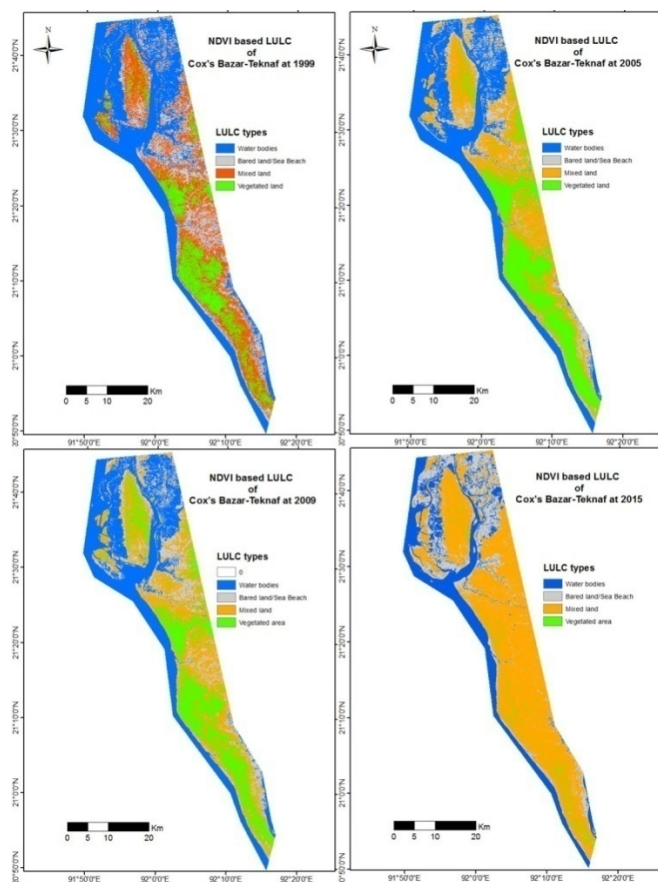 N
NDVI based LULC
of
Cox's Bazar-Teknaf at 1999
LULC types
Water bodies
Bared land/Sea Beach
Mixed land
Vegetated land
Km
0 5 10 20
21°40'0"N
21°30'0"N
21°20'0"N
21°10'0"N
21°0'0"N
20°50'0"N
91°50'0"E 92°0'0"E 92°10'0"E 92°20'0"E
N
NDVI based LULC
of
Cox's Bazar-Teknaf at 2005
LULC types
Water bodies
Bared land/Sea Beach
Mixed land
Vegetated land
Km
0 5 10 20
21°40'0"N
21°30'0"N
21°20'0"N
21°10'0"N
21°0'0"N
20°50'0"N
91°50'0"E 92°0'0"E 92°10'0"E 92°20'0"E
NDVI based LULC
of
Cox's Bazar-Teknaf at 2009
LULC types
0
Water bodies
Bared land/Sea Beach
Mixed land
Vegetated area
Km
0 5 10 20
21°40'0"N
21°30'0"N
21°20'0"N
21°10'0"N
21°0'0"N
20°50'0"N
91°50'0"E 92°0'0"E 92°10'0"E 92°20'0"E
NDVI based LULC
of
Cox's Bazar-Teknaf at 2015
LULC types
Water bodies
Bared land/Sea Beach
Mixed land
Vegetated area
Km
0 5 10 20
21°40'0"N
21°30'0"N
21°20'0"N
21°10'0"N
21°0'0"N
20°50'0"N
91°50'0"E 92°0'0"E 92°10'0"E 92°20'0"E